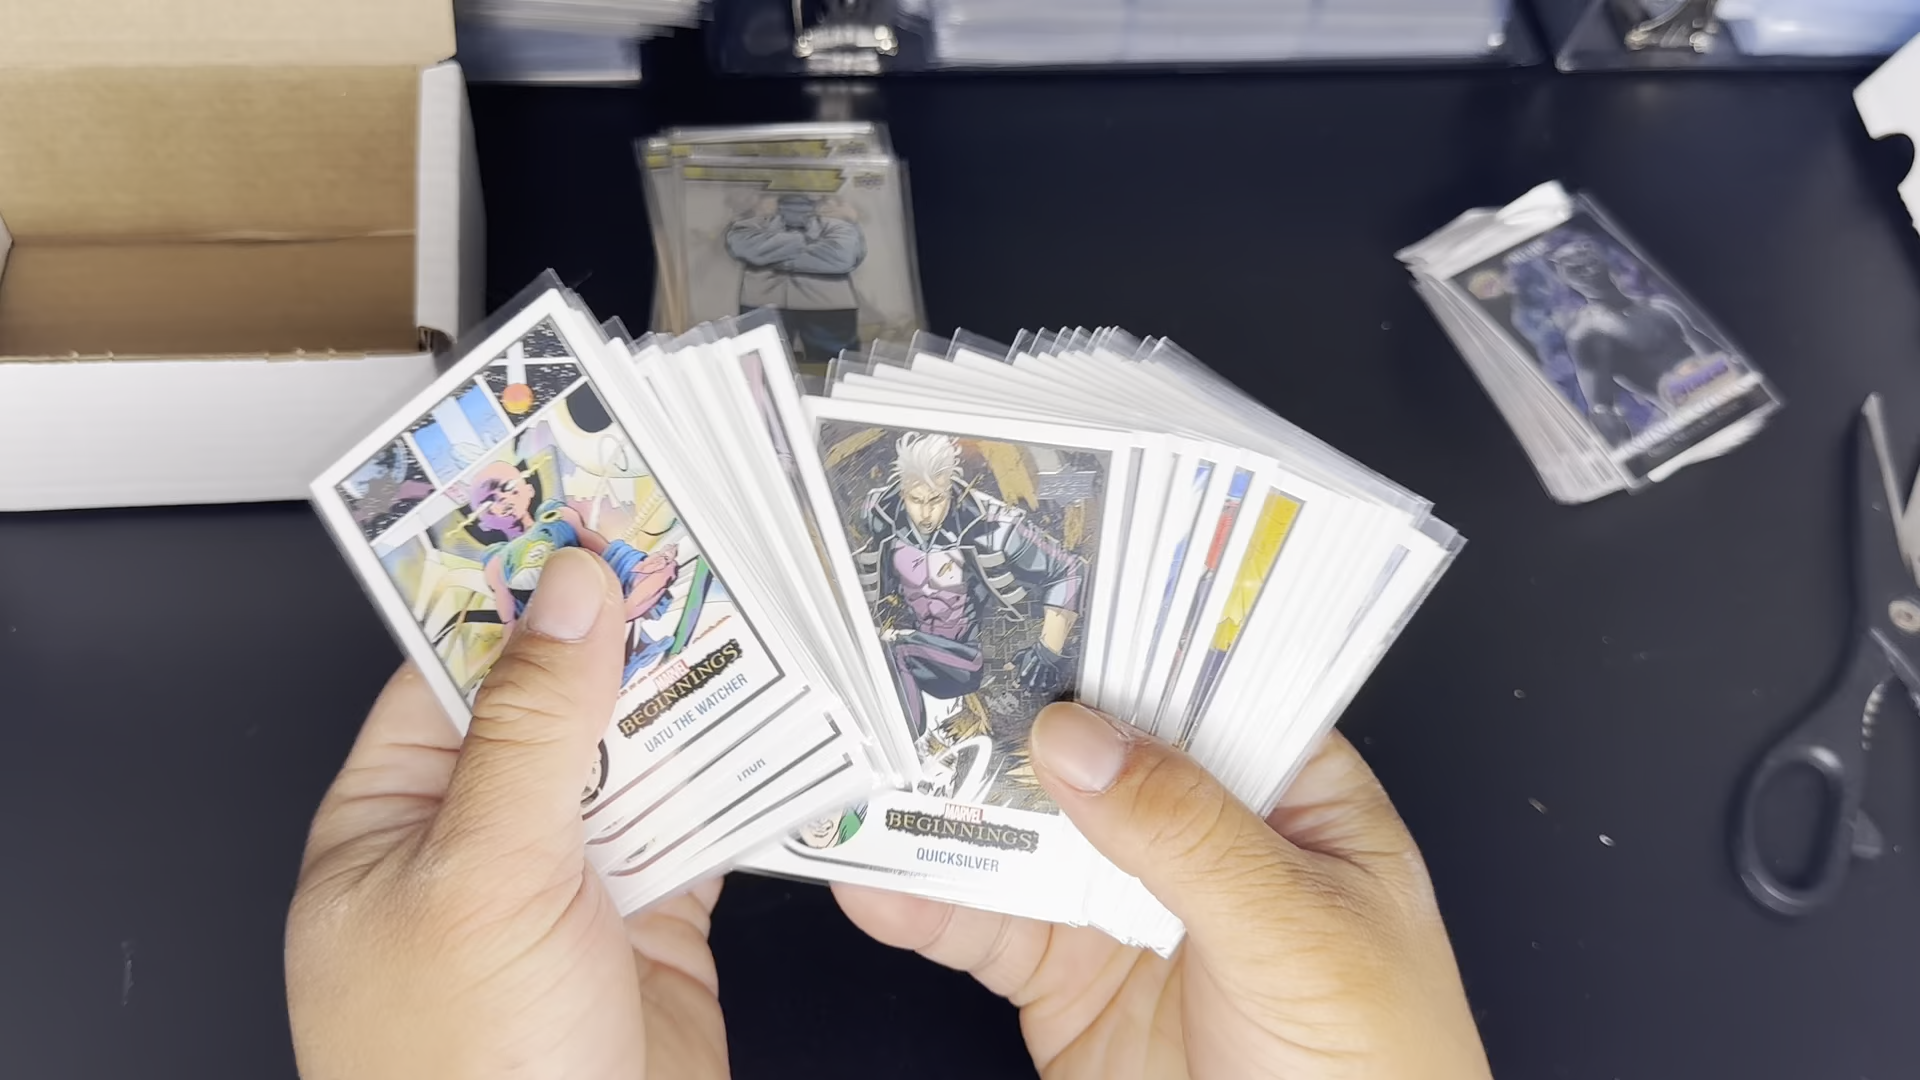 MARVEL
BEGINNINGS
UATU THE WATCHER
THOR
MARVEL
BEGINNINGS
QUICKSILVER